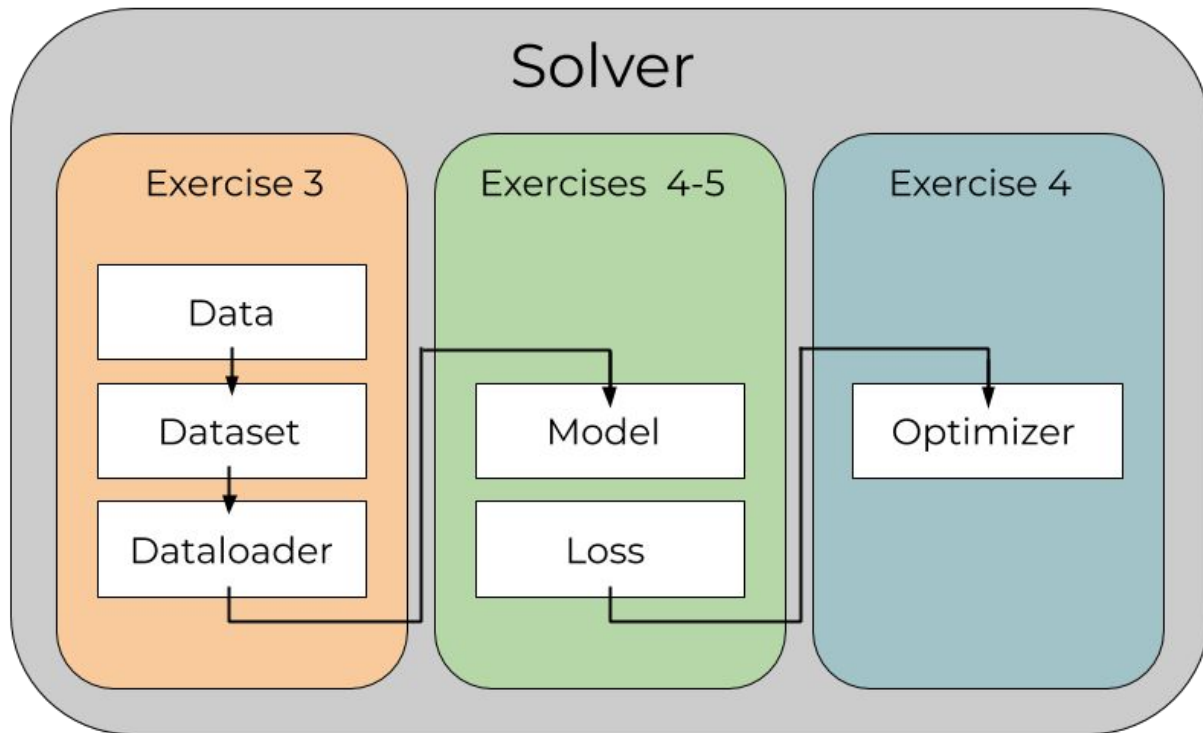 Solver
Exercise 3
Data
Dataset
Dataloader
Exercises 4-5
Model
Loss
Exercise 4
Optimizer